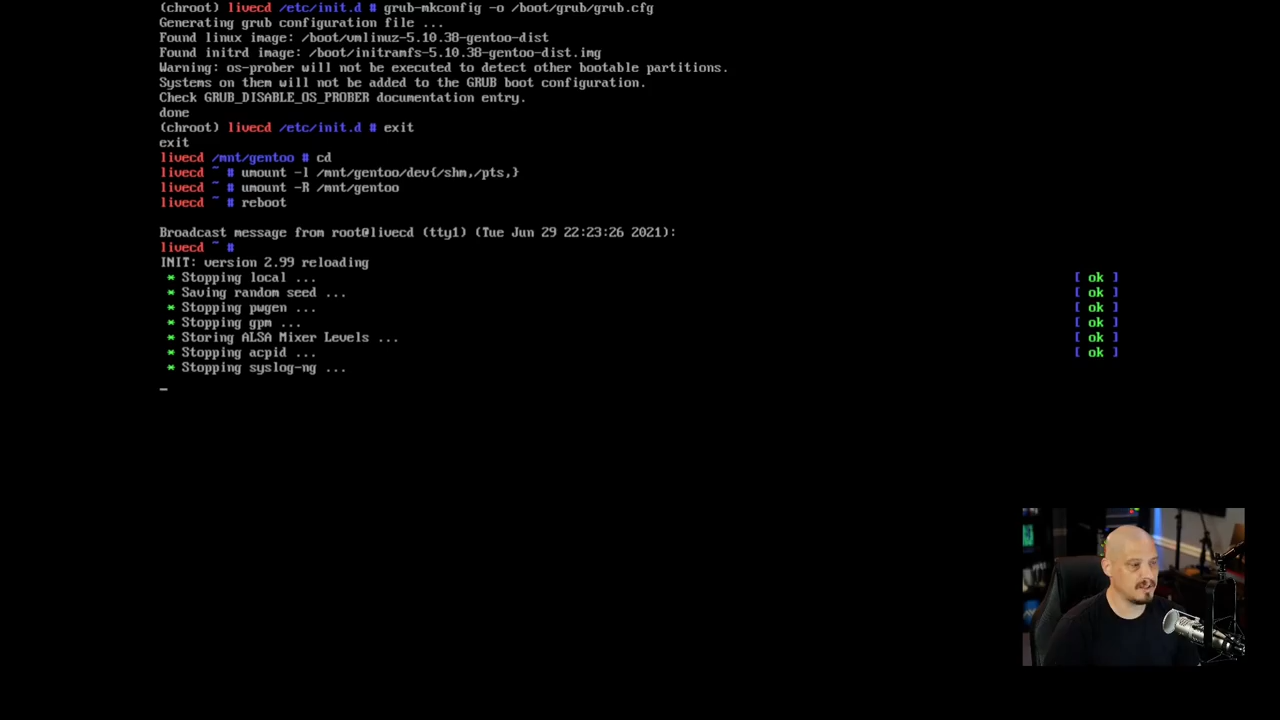 (chroot) livecd /etc/init.d # grub-mkconfig -o /boot/grub/grub.cfg
Generating grub configuration file ...
Found linux image: /boot/vmlinuz-5.10.38-gentoo-dist
Found initrd image: /boot/initramfs-5.10.38-gentoo-dist.img
Warning: os-prober will not be executed to detect other bootable partitions.
Systems on them will not be added to the GRUB boot configuration.
Check GRUB_DISABLE_OS_PROBER documentation entry.
done
(chroot) livecd /etc/init.d # exit
exit
livecd /mnt/gentoo # cd
livecd ~ # umount -l /mnt/gentoo/dev{/shm,/pts,}
livecd ~ # umount -R /mnt/gentoo
livecd ~ # reboot
Broadcast message from root@livecd (tty1) (Tue Jun 29 22:23:26 2021):
livecd ~ #
INIT: version 2.99 reloading
* Stopping local ... [ ok ]
* Saving random seed ... [ ok ]
* Stopping pwgen ... [ ok ]
* Stopping gpm ... [ ok ]
* Storing ALSA Mixer Levels ... [ ok ]
* Stopping acpid ... [ ok ]
* Stopping syslog-ng ...